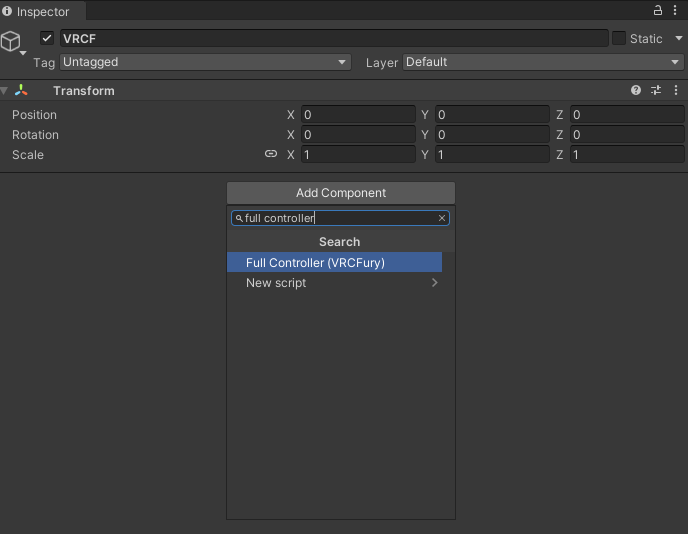 Inspector
VRCF
Static
Tag Untagged Layer Default
Transform
Position X 0 Y 0 Z 0
Rotation X 0 Y 0 Z 0
Scale X 1 Y 1 Z 1
Add Component
full controller
Search
Full Controller (VRCFury)
New script